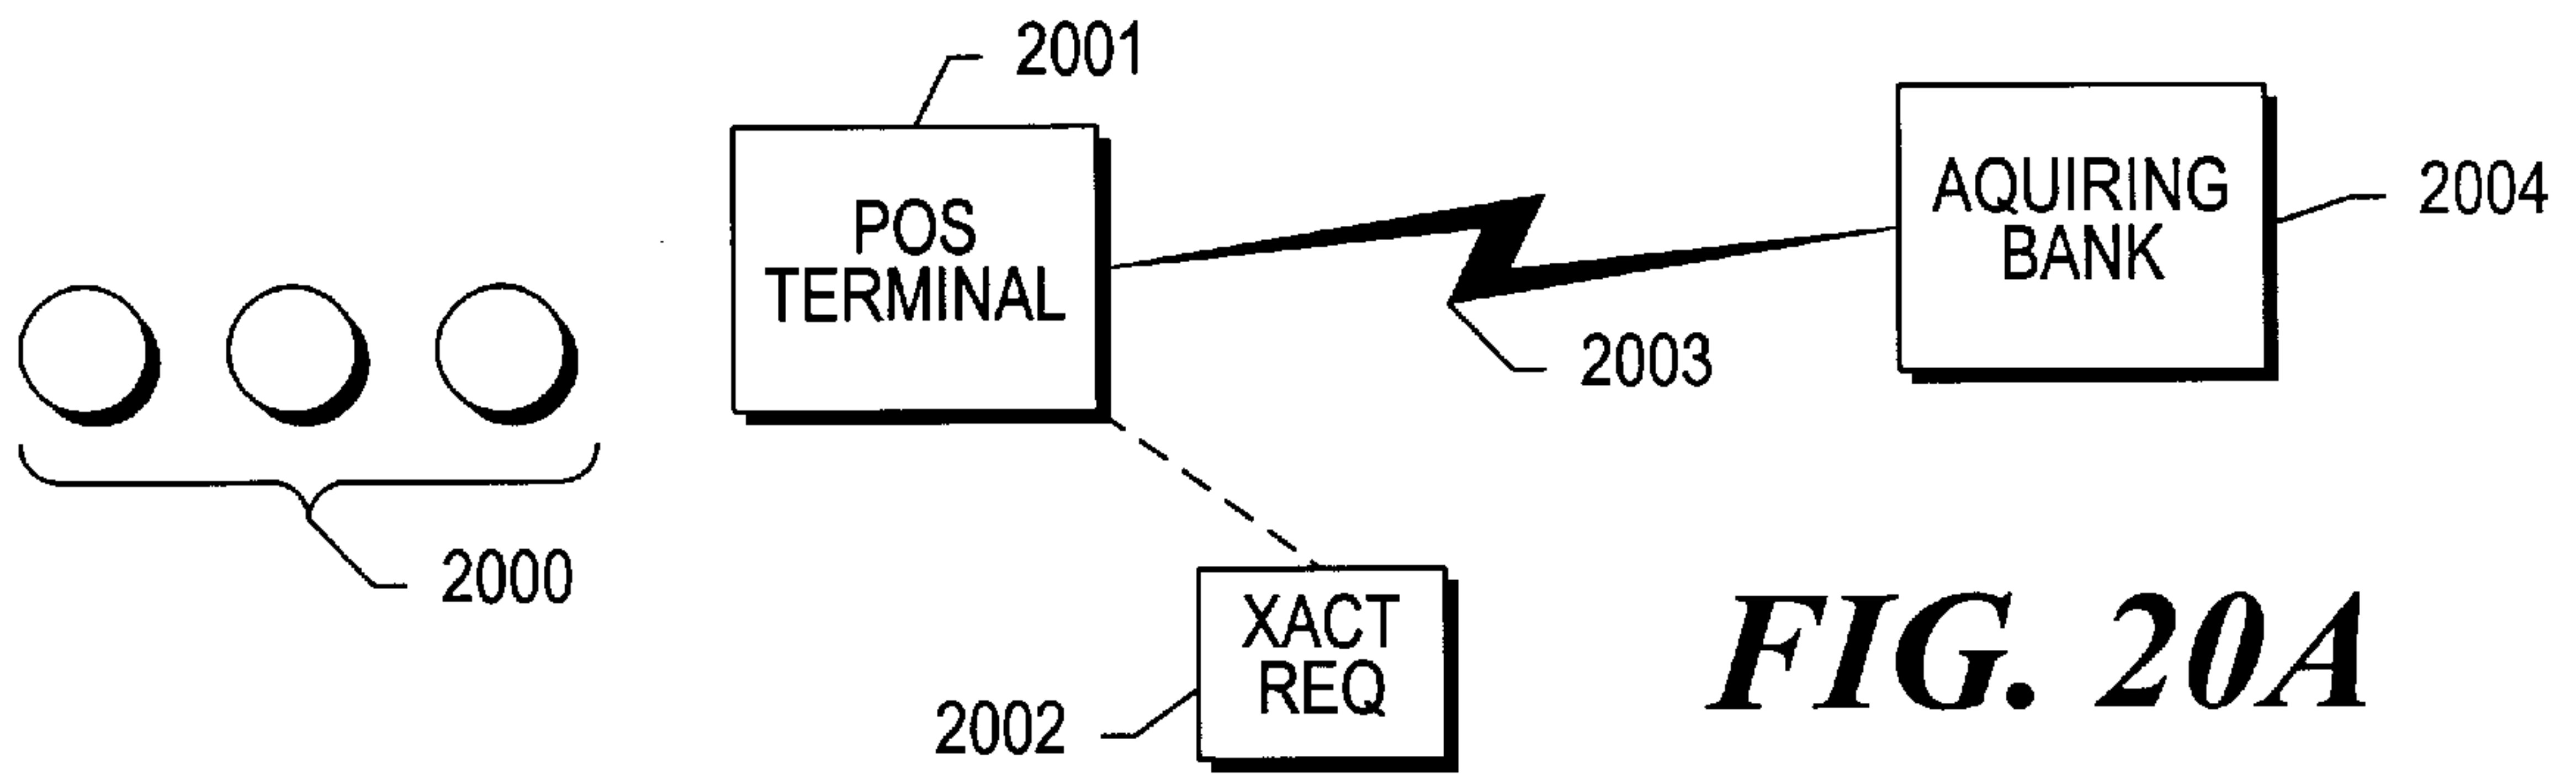 2001
POS
TERMINAL
AQUIRING
BANK
2004
2003
2000
XACT
REQ
2002
FIG. 20A